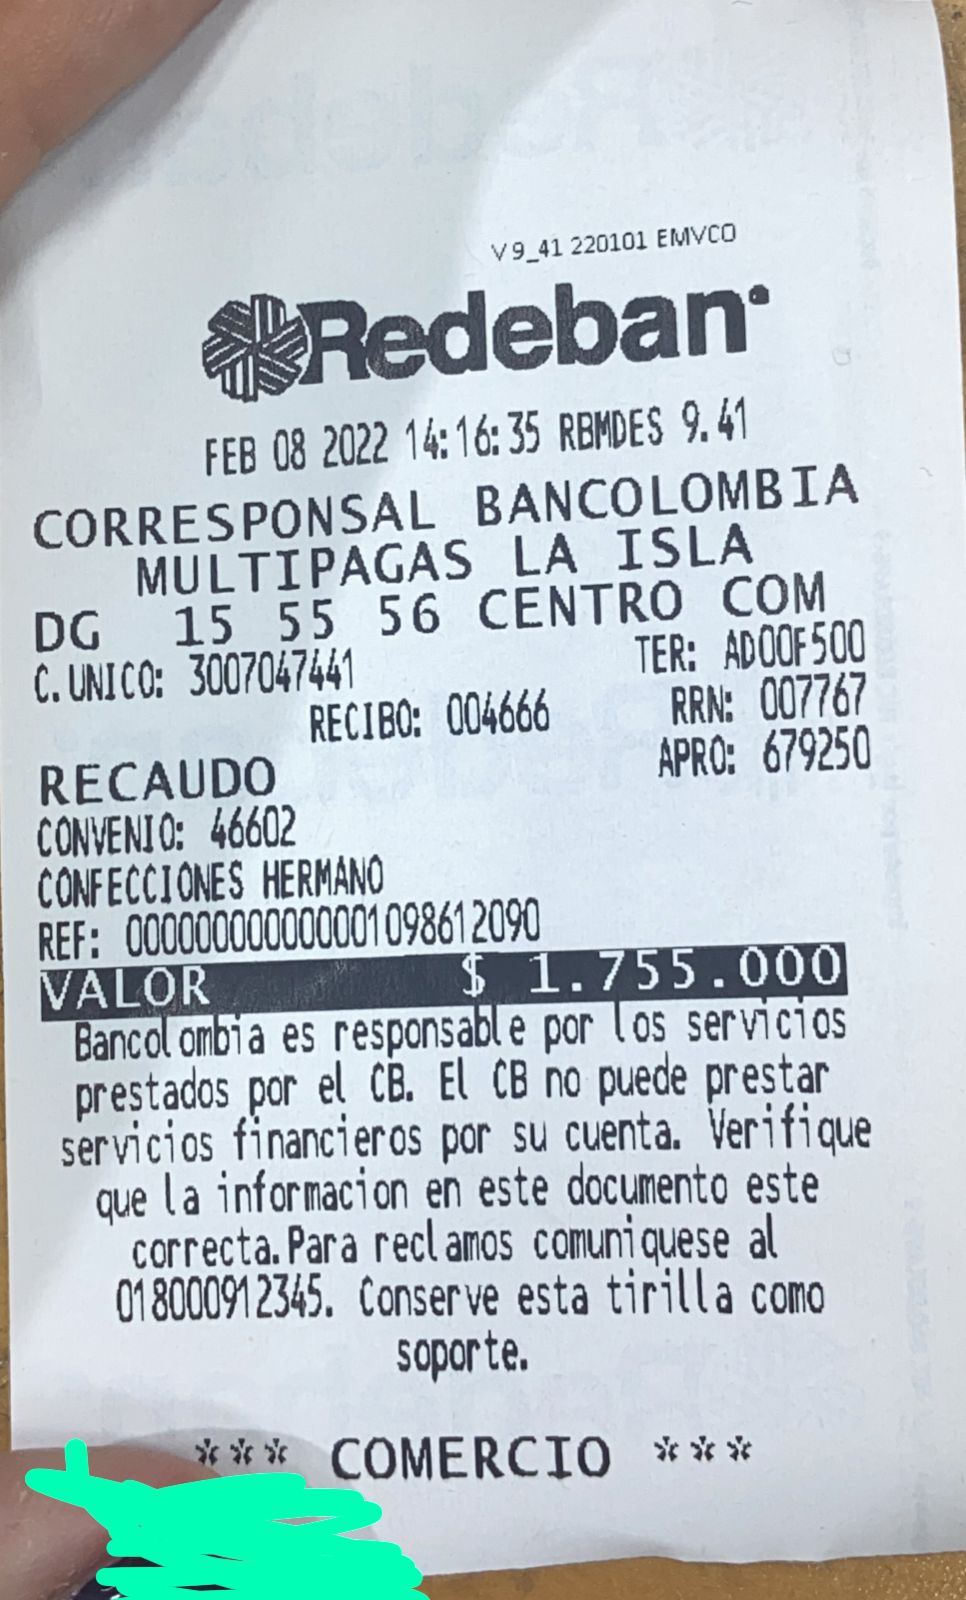 V 9_41 220101 EMVCO
Redeban
FEB 08 2022 14:16:35 RBMDES 9.41
CORRESPONSAL BANCOLOMBIA
MULTIPAGAS LA ISLA
DG 15 55 56 CENTRO COM
C. UNICO: 3007047441 TER: AD00F500
RECIBO: 004666 RRN: 007767
RECAUDO APRO: 679250
CONVENIO: 46602
CONFECCIONES HERMANO
REF: 000000000000001098612090
VALOR $ 1.755.000
Bancolombia es responsable por los servicios
prestados por el CB. El CB no puede prestar
servicios financieros por su cuenta. Verifique
que la informacion en este documento este
correcta. Para reclamos comuniquese al
018000912345. Conserve esta tirilla como
soporte.
*** COMERCIO ***